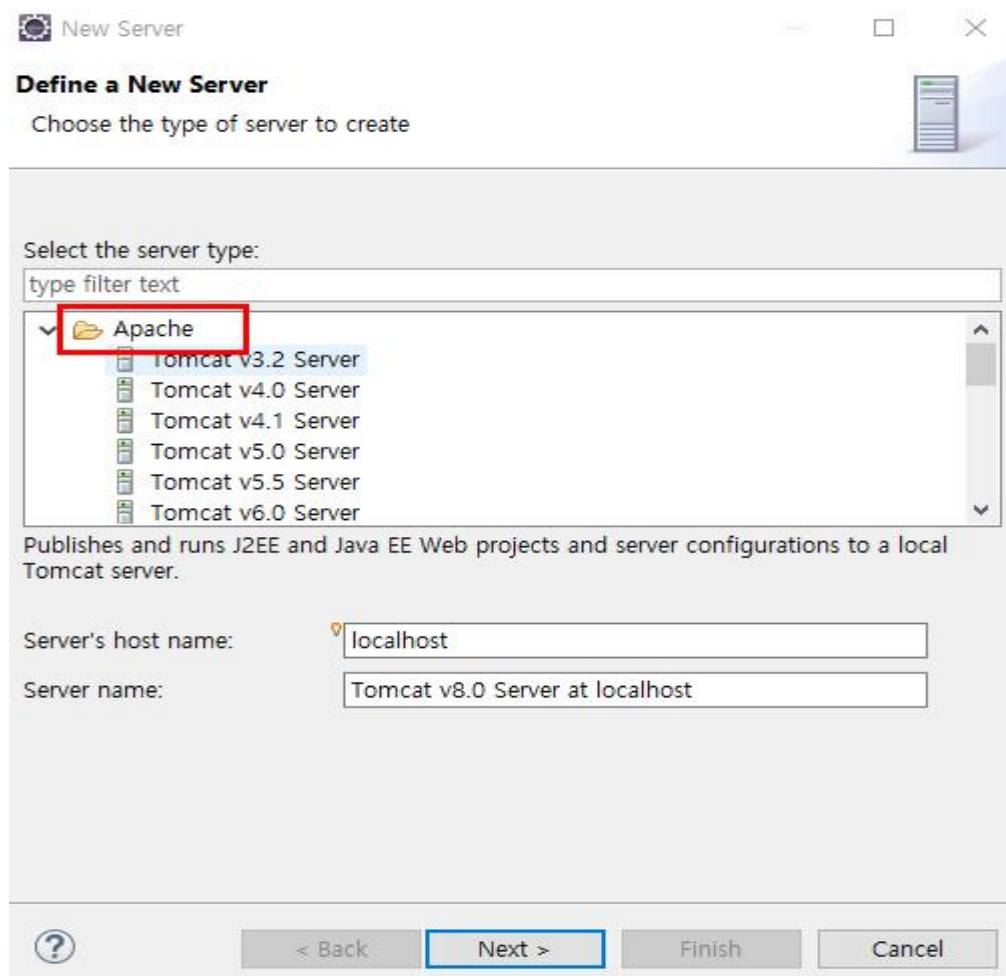 New Server
Define a New Server
Choose the type of server to create
Select the server type:
type filter text
Apache
Tomcat v3.2 Server
Tomcat v4.0 Server
Tomcat v4.1 Server
Tomcat v5.0 Server
Tomcat v5.5 Server
Tomcat v6.0 Server
Publishes and runs J2EE and Java EE Web projects and server configurations to a local
Tomcat server.
Server's host name: localhost
Server name: Tomcat v8.0 Server at localhost
? < Back Next > Finish Cancel